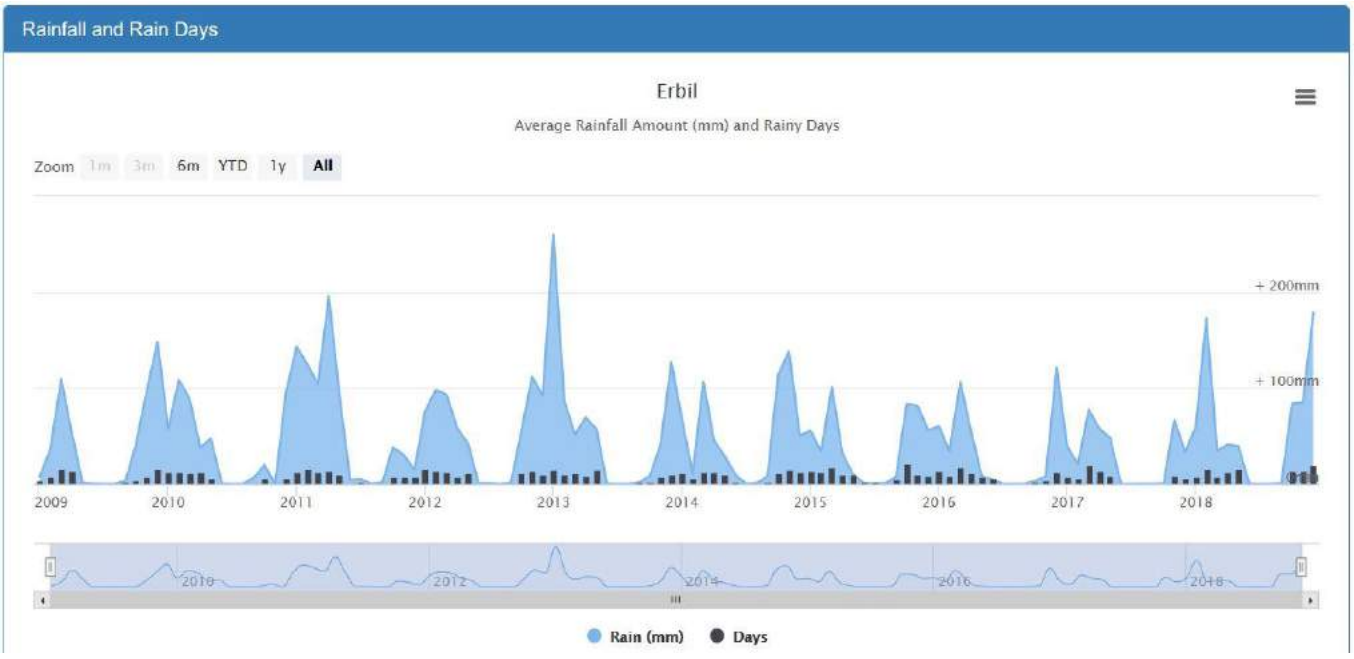 Rainfall and Rain Days
Erbil
Average Rainfall Amount (mm) and Rainy Days
Zoom 1m 3m 6m YTD 1y All
+ 200mm
+ 100mm
2009 2010 2011 2012 2013 2014 2015 2016 2017 2018
2010 2012 2014 2016 2018
Rain (mm) Days